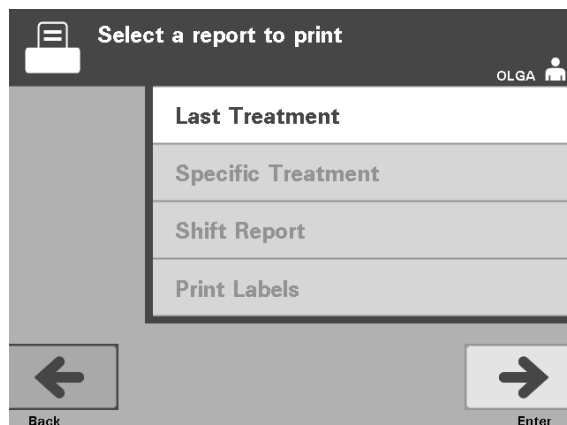 Select a report to print
OLGA
Last Treatment
Specific Treatment
Shift Report
Print Labels
Back
Enter